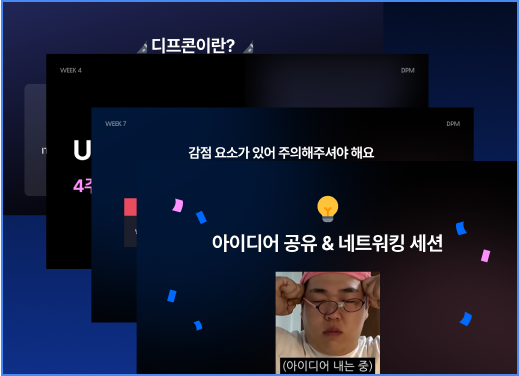 디프콘이란?
WEEK 4
DPM
U
4주
WEEK 7
DPM
감점 요소가 있어 주의해주셔야 해요
아이디어 공유 & 네트워킹 세션
(아이디어 내는 중)